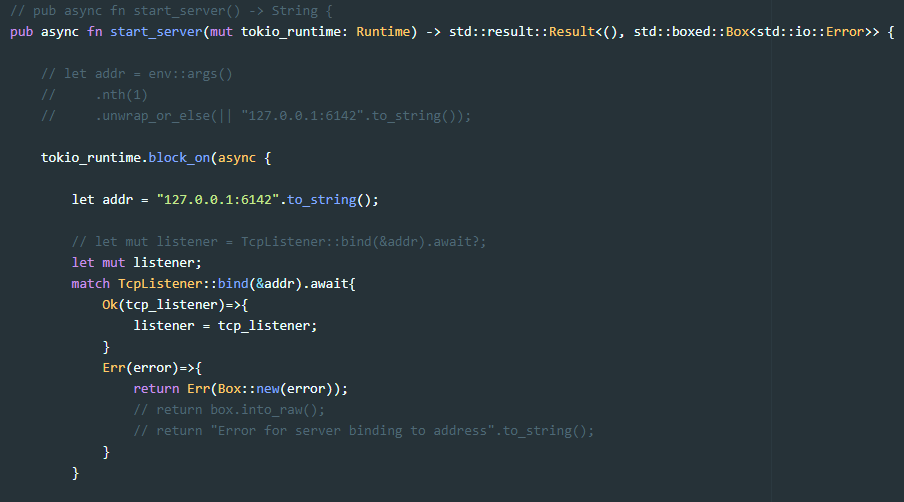 // pub async fn start_server() -> String {
pub async fn start_server(mut tokio_runtime: Runtime) -> std::result::Result<(), std::boxed::Box<std::io::Error>> {
// let addr = env::args()
//     .nth(1)
//     .unwrap_or_else(|| "127.0.0.1:6142".to_string());
tokio_runtime.block_on(async {
let addr = "127.0.0.1:6142".to_string();
// let mut listener = TcpListener::bind(&addr).await?;
let mut listener;
match TcpListener::bind(&addr).await{
Ok(tcp_listener)=>{
listener = tcp_listener;
}
Err(error)=>{
return Err(Box::new(error));
// return box.into_raw();
// return "Error for server binding to address".to_string();
}
}